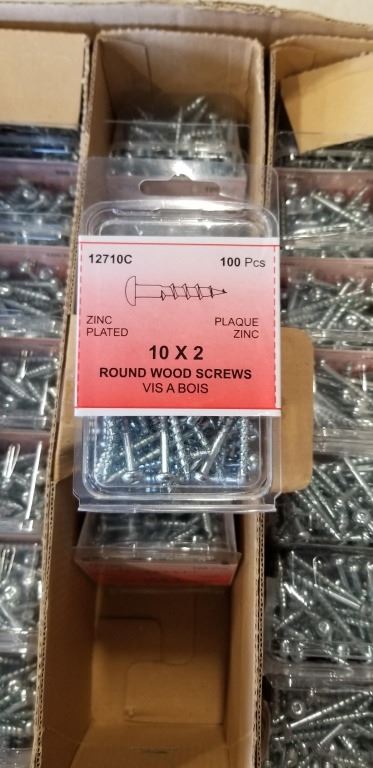 12710C
100 Pcs
ZINC
PLATED
PLAQUE
ZINC
10 X 2
ROUND WOOD SCREWS
VIS A BOIS